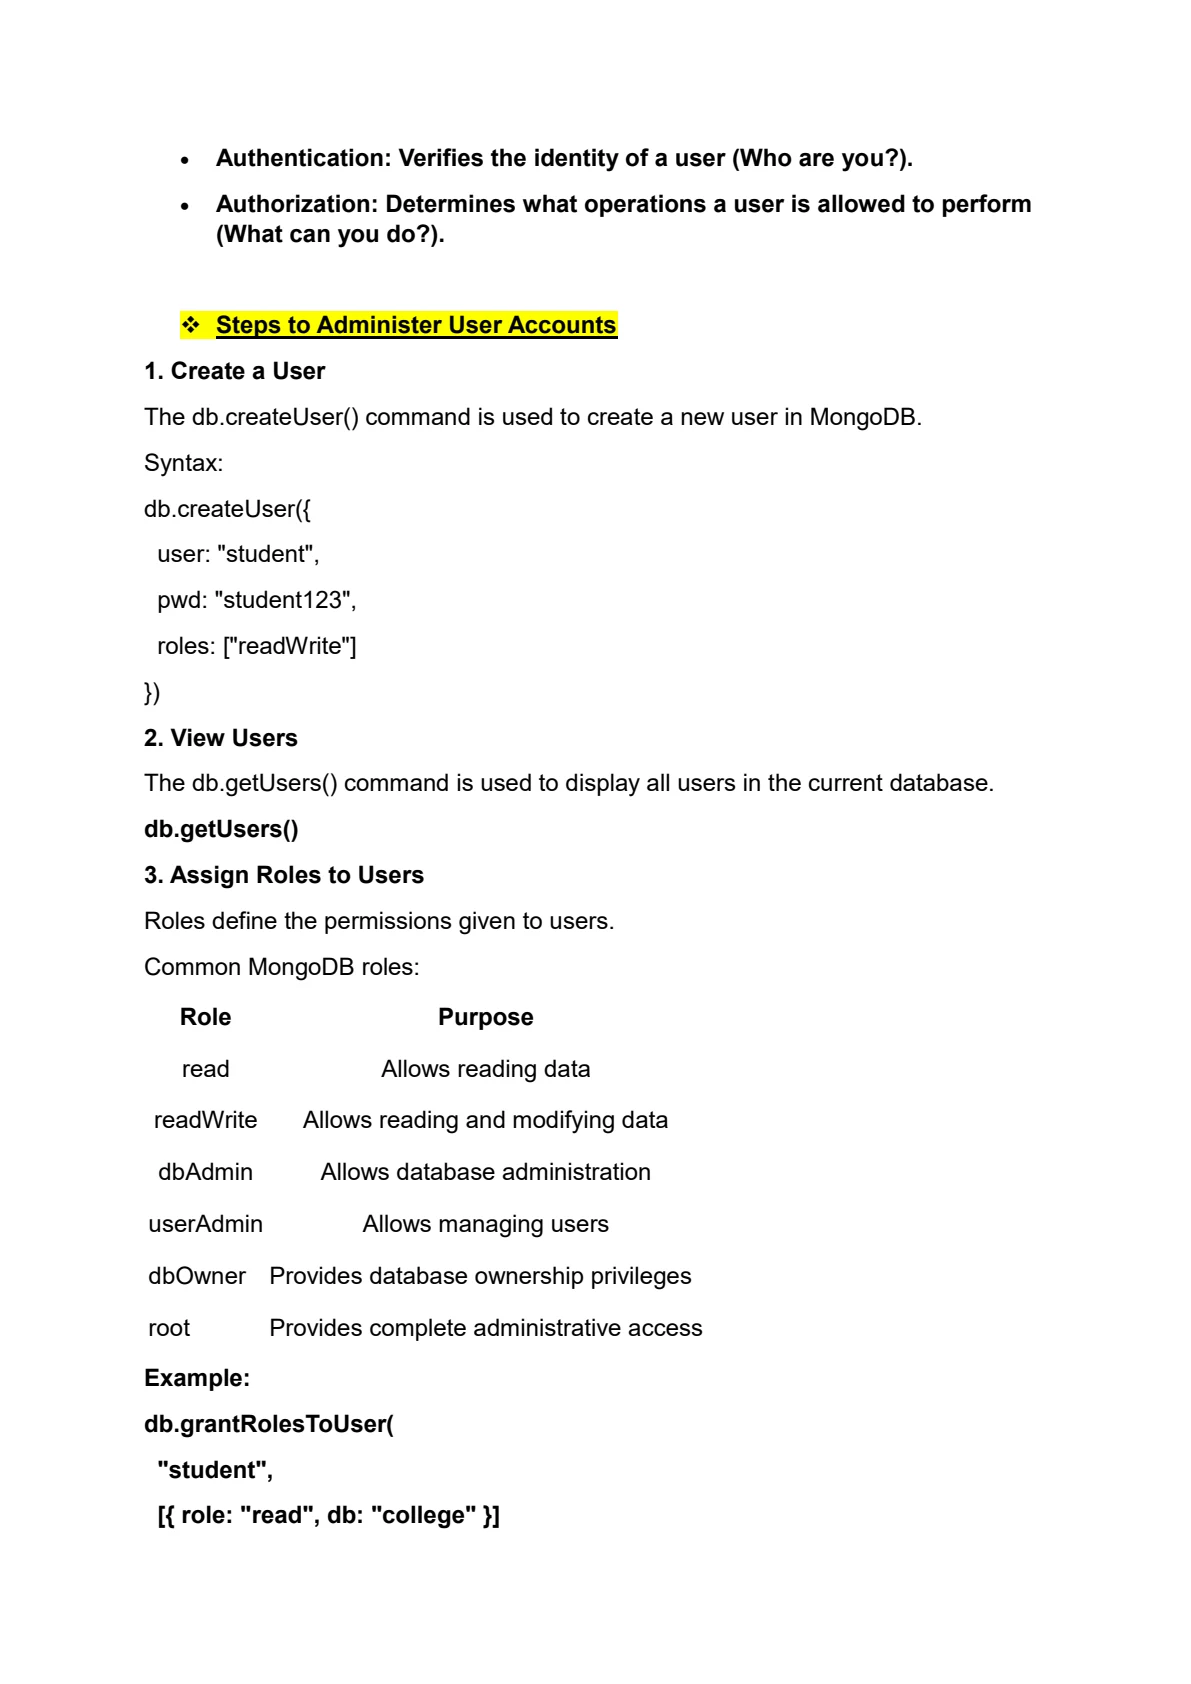 • Authentication: Verifies the identity of a user (Who are you?).
• Authorization: Determines what operations a user is allowed to perform
(What can you do?).
❖ Steps to Administer User Accounts
1. Create a User
The db.createUser() command is used to create a new user in MongoDB.
Syntax:
db.createUser({
user: "student",
pwd: "student123",
roles: ["readWrite"]
})
2. View Users
The db.getUsers() command is used to display all users in the current database.
db.getUsers()
3. Assign Roles to Users
Roles define the permissions given to users.
Common MongoDB roles:
Role Purpose
read Allows reading data
readWrite Allows reading and modifying data
dbAdmin Allows database administration
userAdmin Allows managing users
dbOwner Provides database ownership privileges
root Provides complete administrative access
Example:
db.grantRolesToUser(
"student",
[{ role: "read", db: "college" }]